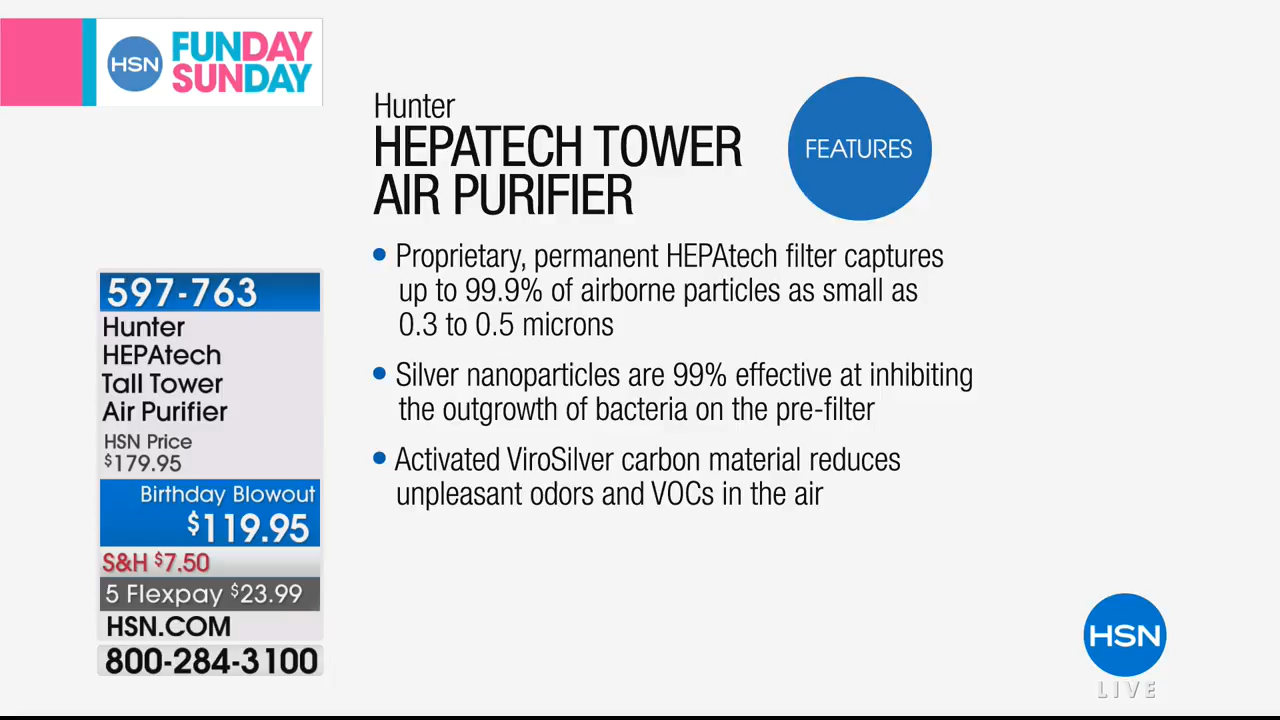 HSN
FUNDAY
SUNDAY
Hunter
HEPATECH TOWER
AIR PURIFIER
FEATURES
• Proprietary, permanent HEPAtech filter captures
up to 99.9% of airborne particles as small as
0.3 to 0.5 microns
• Silver nanoparticles are 99% effective at inhibiting
the outgrowth of bacteria on the pre-filter
• Activated ViroSilver carbon material reduces
unpleasant odors and VOCs in the air
597-763
Hunter
HEPAtech
Tall Tower
Air Purifier
HSN Price
$179.95
Birthday Blowout
$119.95
S&H $7.50
5 Flexpay $23.99
HSN.COM
800-284-3100
HSN
LIVE